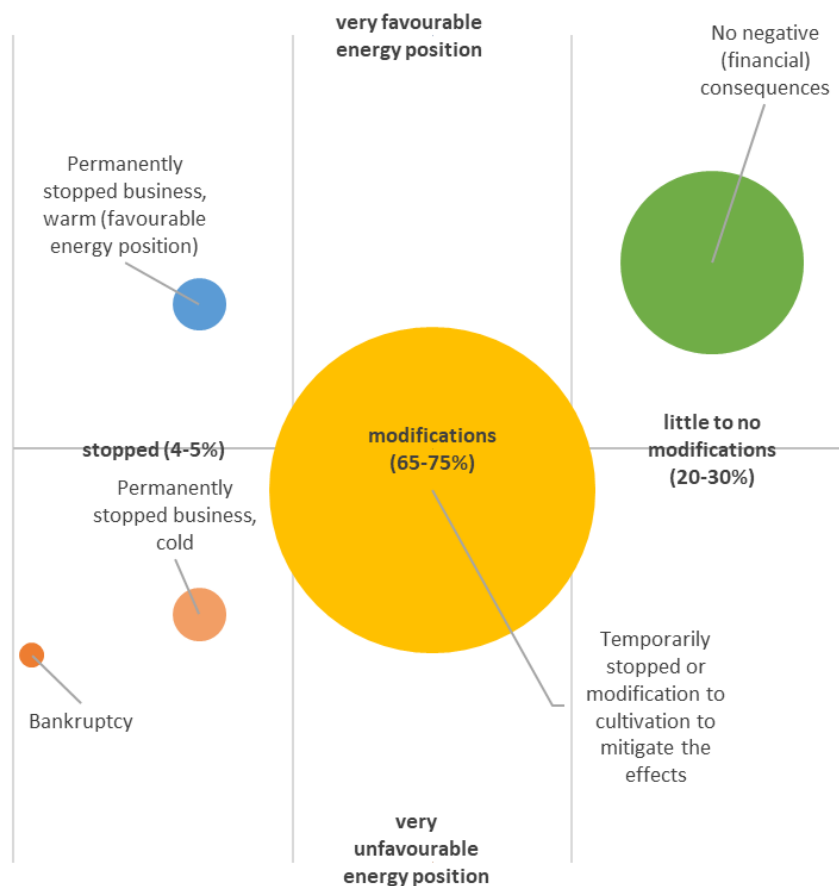 very favourable
energy position
No negative
(financial)
consequences
Permanently
stopped business,
warm (favourable
energy position)
stopped (4-5%)
modifications
(65-75%)
little to no
modifications
(20-30%)
Permanently
stopped business,
cold
Bankruptcy
Temporarily
stopped or
modification to
cultivation to
mitigate the
effects
very
unfavourable
energy position